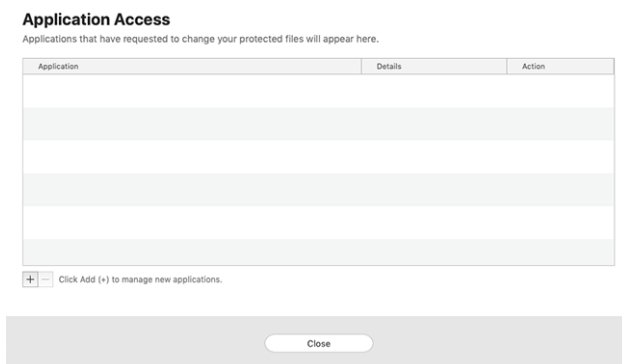 Application Access
Applications that have requested to change your protected files will appear here.
Application Details Action
+ − Click Add (+) to manage new applications.
Close